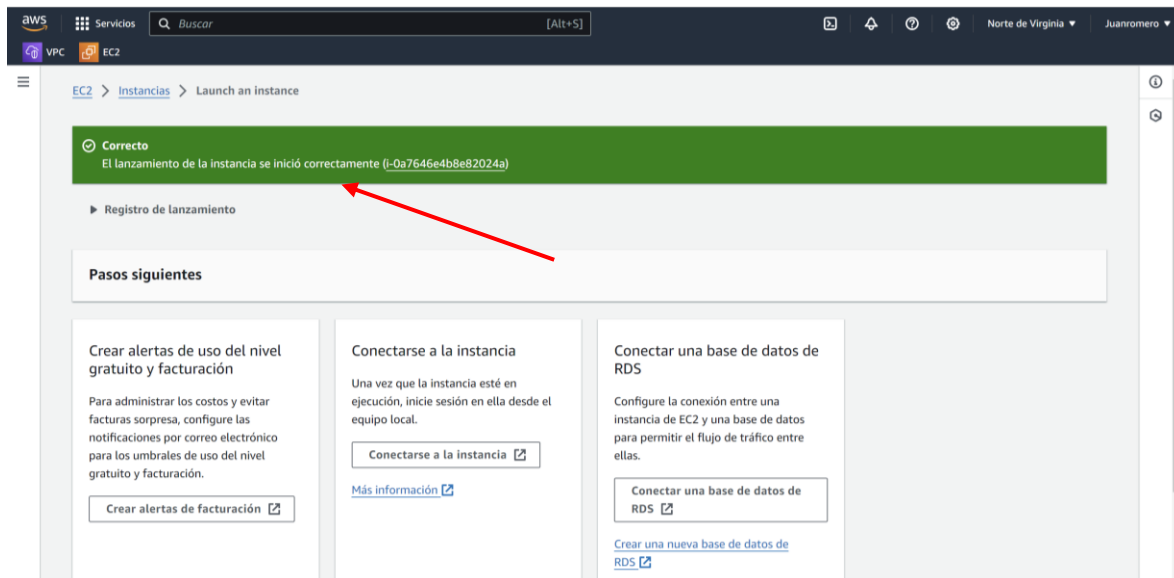 aws
Servicios
Buscar
[Alt+S]
Norte de Virginia
Juanromero
VPC
EC2
EC2 > Instancias > Launch an instance
Correcto
El lanzamiento de la instancia se inició correctamente (i-0a7646e4b8e82024a)
Registro de lanzamiento
Pasos siguientes
Crear alertas de uso del nivel
gratuito y facturación
Para administrar los costos y evitar
facturas sorpresa, configure las
notificaciones por correo electrónico
para los umbrales de uso del nivel
gratuito y facturación.
Crear alertas de facturación
Conectarse a la instancia
Una vez que la instancia esté en
ejecución, inicie sesión en ella desde el
equipo local.
Conectarse a la instancia
Más información
Conectar una base de datos de
RDS
Configure la conexión entre una
instancia de EC2 y una base de datos
para permitir el flujo de tráfico entre
ellas.
Conectar una base de datos de
RDS
Crear una nueva base de datos de
RDS